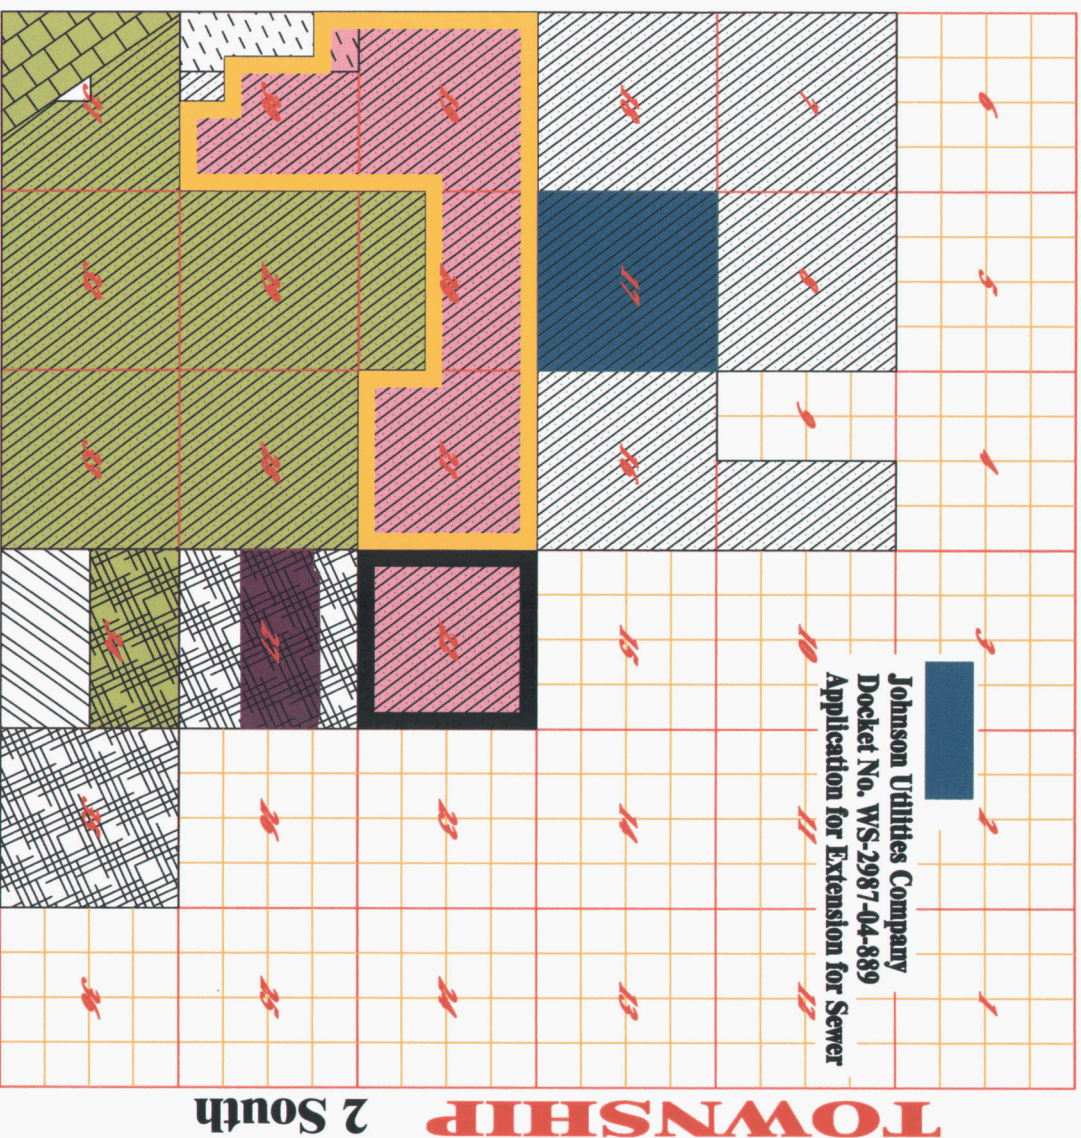 6 5 4 3 2 1
Johnson Utilities Company
Docket No. WS-2987-04-889
Application for Extension for Sewer
7 8 9 10 11 12
18 17 16 15 14 13
19 20 21 22 23 24
30 29 28 27 26 25
31 32 33 34 35 36
TOWNSHIP 2 South